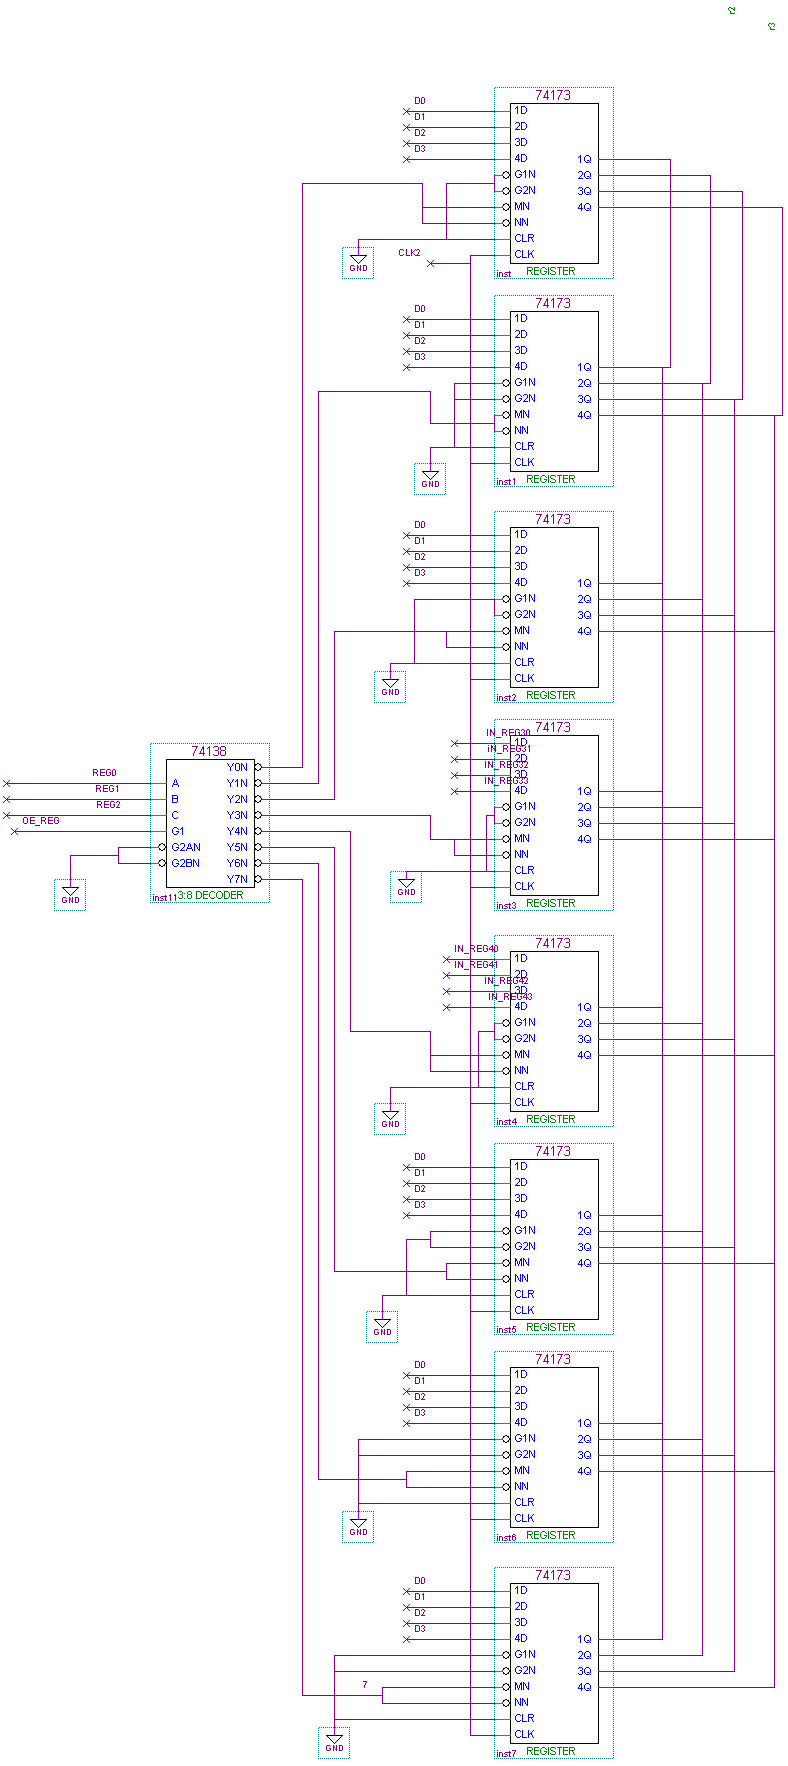 r2
r3
74173
D0
D1
D2
D3
1D
2D
3D
4D
G1N
G2N
MN
NN
CLR
CLK
1Q
2Q
3Q
4Q
GND
CLK2
inst
REGISTER
74173
D0
D1
D2
D3
1D
2D
3D
4D
G1N
G2N
MN
NN
CLR
CLK
1Q
2Q
3Q
4Q
GND
inst1
REGISTER
74173
D0
D1
D2
D3
1D
2D
3D
4D
G1N
G2N
MN
NN
CLR
CLK
1Q
2Q
3Q
4Q
GND
inst2
REGISTER
74138
REG0
REG1
REG2
OE_REG
A
B
C
G1
G2AN
G2BN
Y0N
Y1N
Y2N
Y3N
Y4N
Y5N
Y6N
Y7N
GND
inst11
3:8 DECODER
74173
IN_REG30
IN_REG31
IN_REG32
IN_REG33
1D
2D
3D
4D
G1N
G2N
MN
NN
CLR
CLK
1Q
2Q
3Q
4Q
GND
inst3
REGISTER
74173
IN_REG40
IN_REG41
IN_REG42
IN_REG43
1D
2D
3D
4D
G1N
G2N
MN
NN
CLR
CLK
1Q
2Q
3Q
4Q
GND
inst4
REGISTER
74173
D0
D1
D2
D3
1D
2D
3D
4D
G1N
G2N
MN
NN
CLR
CLK
1Q
2Q
3Q
4Q
GND
inst5
REGISTER
74173
D0
D1
D2
D3
1D
2D
3D
4D
G1N
G2N
MN
NN
CLR
CLK
1Q
2Q
3Q
4Q
GND
inst6
REGISTER
74173
D0
D1
D2
D3
1D
2D
3D
4D
G1N
G2N
MN
NN
CLR
CLK
1Q
2Q
3Q
4Q
7
GND
inst7
REGISTER